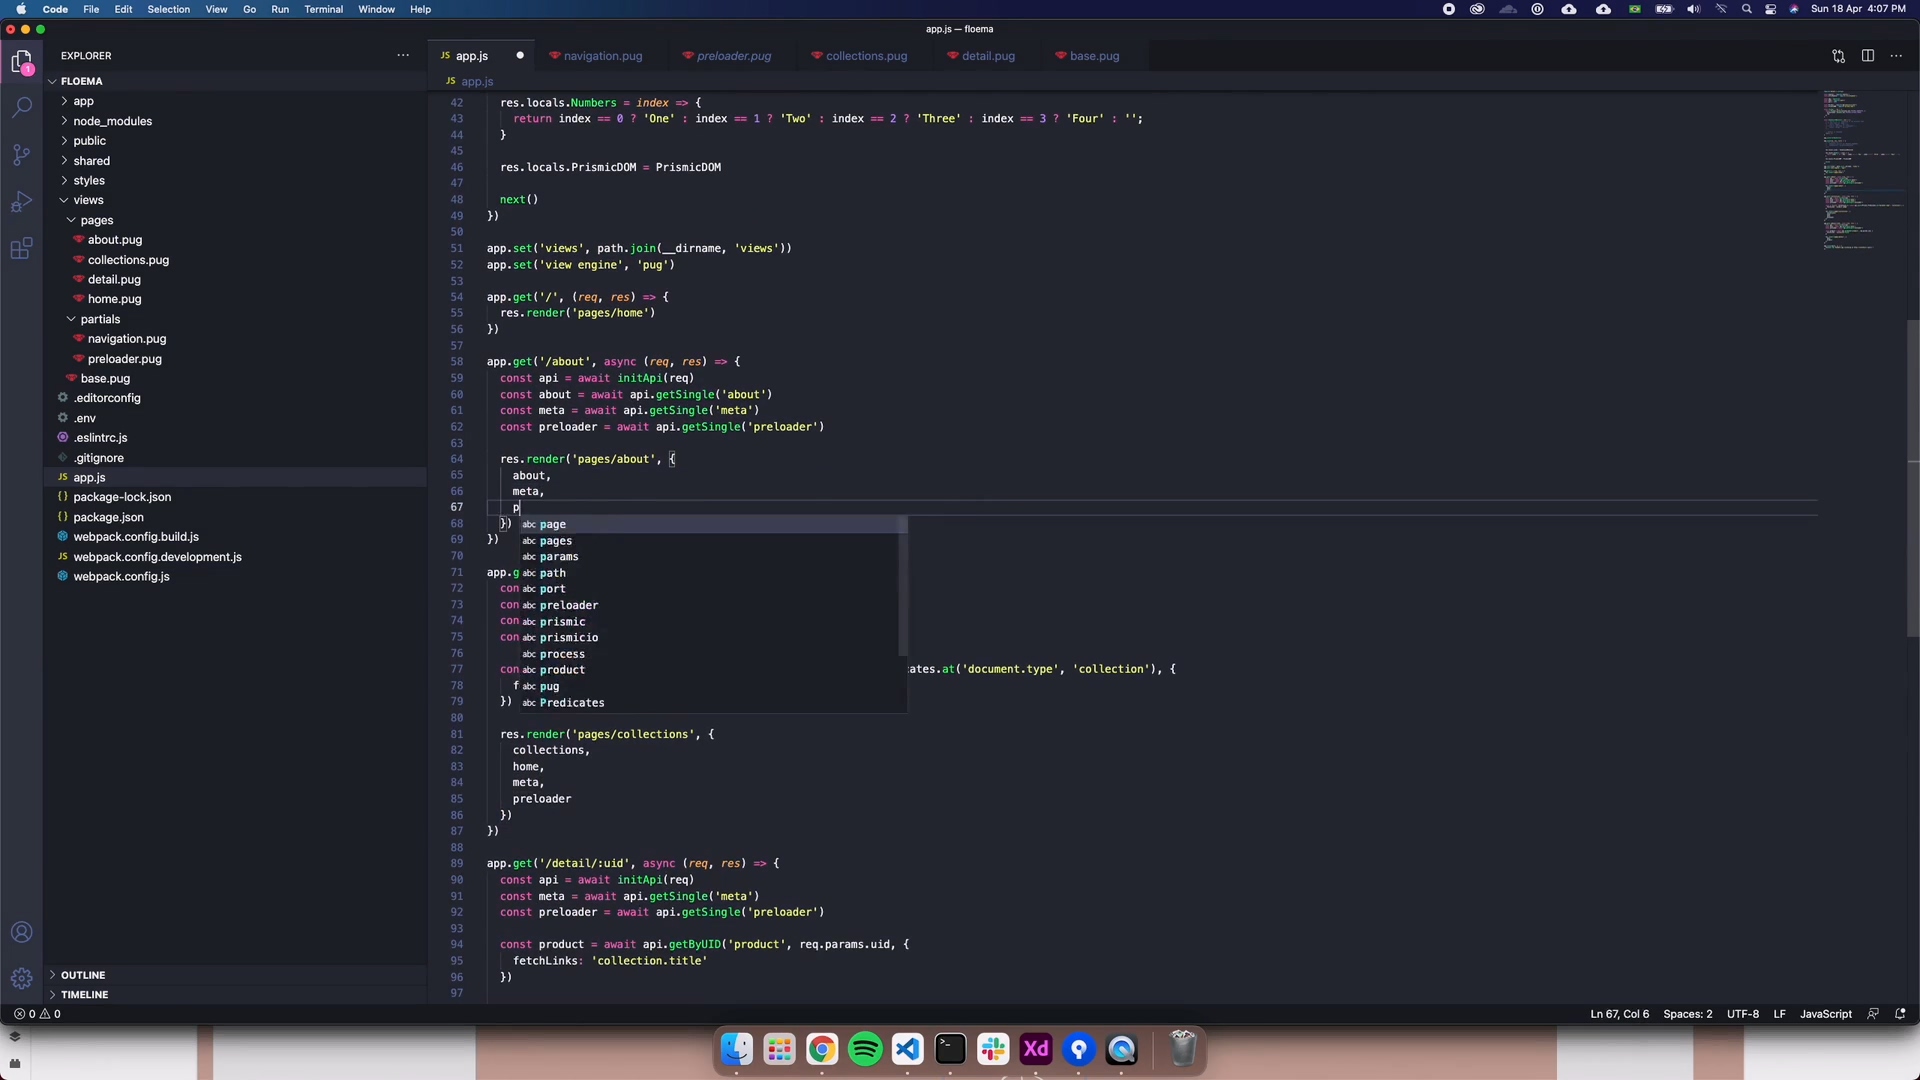 Code File Edit Selection View Go Run Terminal Window Help Sun 18 Apr 4:07 PM
app.js — floema
EXPLORER
app.js navigation.pug preloader.pug collections.pug detail.pug base.pug
1
FLOEMA
JS app.js
app
node_modules
public
shared
styles
views
pages
about.pug
collections.pug
detail.pug
home.pug
partials
navigation.pug
preloader.pug
base.pug
.editorconfig
.env
.eslintrc.js
.gitignore
JS app.js
{} package-lock.json
{} package.json
webpack.config.build.js
JS webpack.config.development.js
webpack.config.js
OUTLINE
TIMELINE
42 res.locals.Numbers = index => {
43 return index == 0 ? 'One' : index == 1 ? 'Two' : index == 2 ? 'Three' : index == 3 ? 'Four' : '';
44 }
45
46 res.locals.PrismicDOM = PrismicDOM
47
48 next()
49 })
50
51 app.set('views', path.join(__dirname, 'views'))
52 app.set('view engine', 'pug')
53
54 app.get('/', (req, res) => {
55 res.render('pages/home')
56 })
57
58 app.get('/about', async (req, res) => {
59 const api = await initApi(req)
60 const about = await api.getSingle('about')
61 const meta = await api.getSingle('meta')
62 const preloader = await api.getSingle('preloader')
63
64 res.render('pages/about', {
65 about,
66 meta,
67 p
68 }) abc page
69 }) abc pages
70 abc params
71 app.g abc path
72 con abc port
73 con abc preloader
74 con abc prismic
75 con abc prismicio
76 abc process
77 con abc product cates.at('document.type', 'collection'), {
78 f abc pug
79 }) abc Predicates
80
81 res.render('pages/collections', {
82 collections,
83 home,
84 meta,
85 preloader
86 })
87 })
88
89 app.get('/detail/:uid', async (req, res) => {
90 const api = await initApi(req)
91 const meta = await api.getSingle('meta')
92 const preloader = await api.getSingle('preloader')
93
94 const product = await api.getByUID('product', req.params.uid, {
95 fetchLinks: 'collection.title'
96 })
97
0 0 Ln 67, Col 6 Spaces: 2 UTF-8 LF JavaScript
Xd